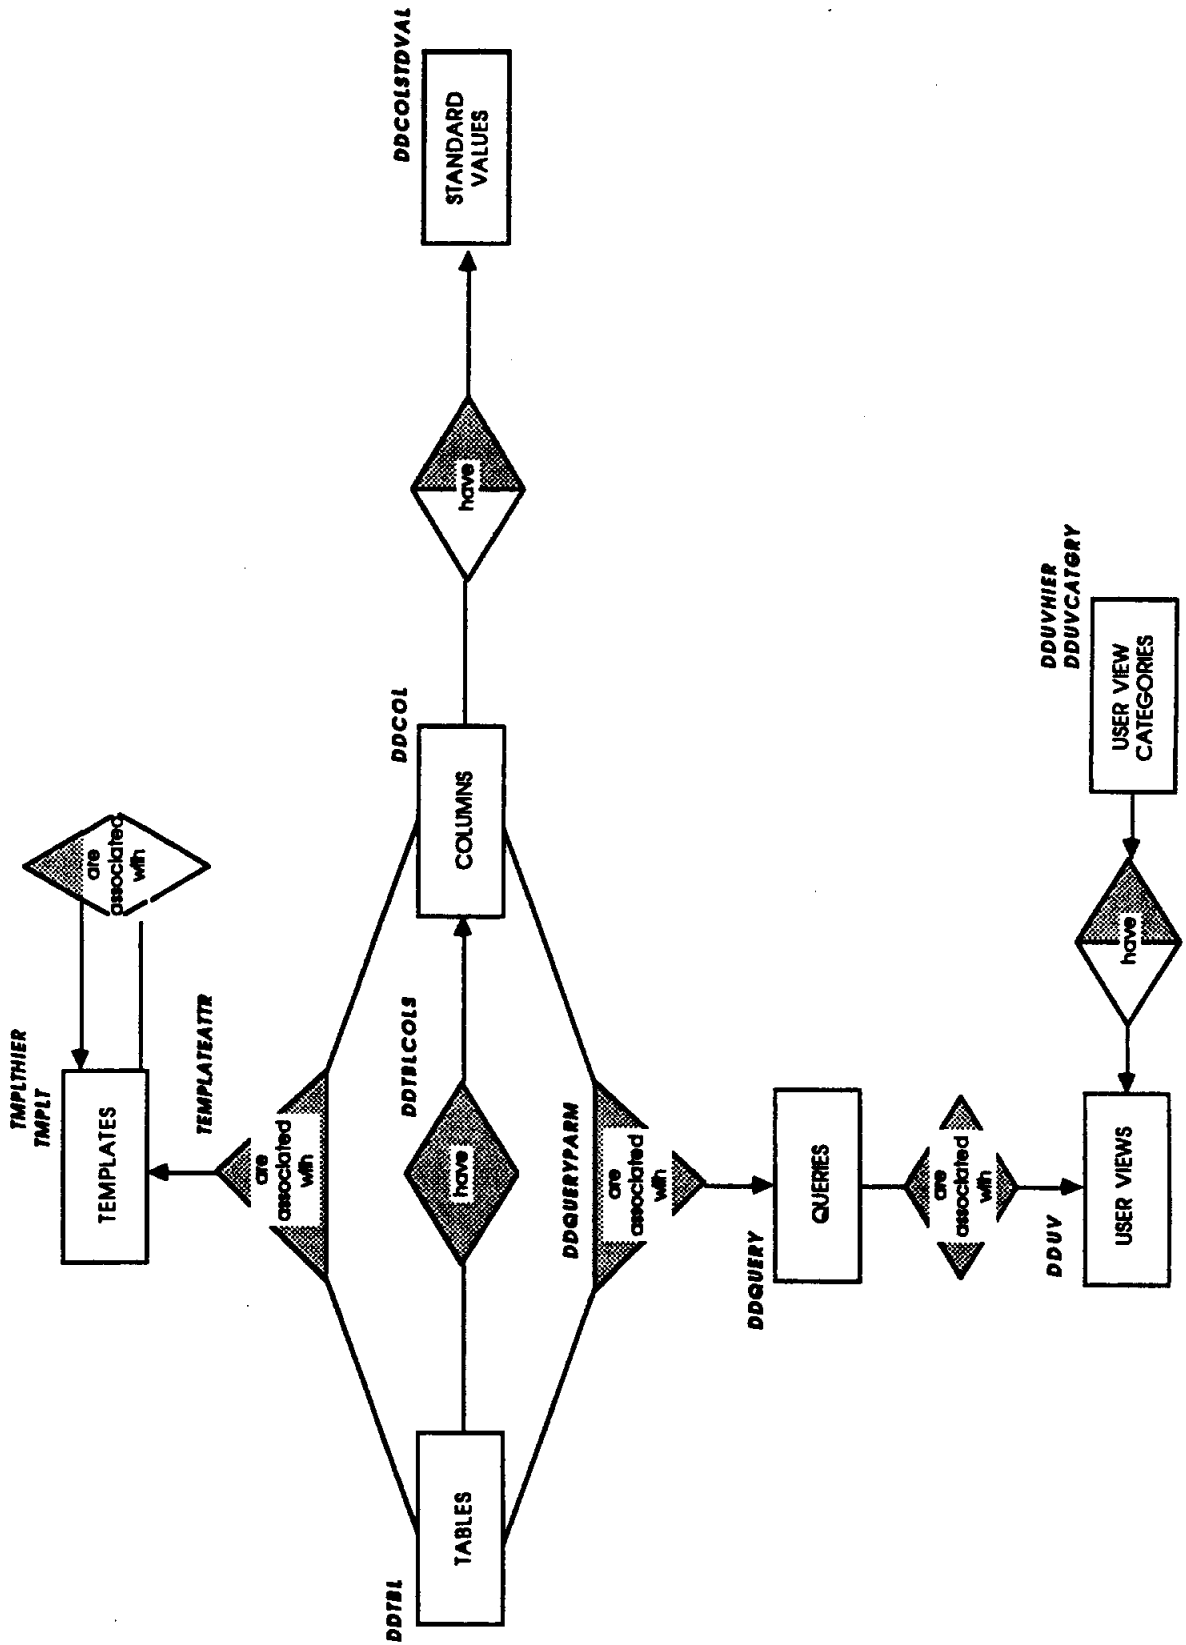 TMPLTHIER
TMPLT
TEMPLATES
are
associated
with
TEMPLATEATTR
are
associated
with
DDTBL
TABLES
have
DDTBLCOLS
DDCOL
COLUMNS
have
DDCOLSTDVAL
STANDARD
VALUES
DDQUERYPARM
are
associated
with
DDQUERY
QUERIES
are
associated
with
DDUV
USER VIEWS
have
DDUVHIER
DDUVCATGRY
USER VIEW
CATEGORIES